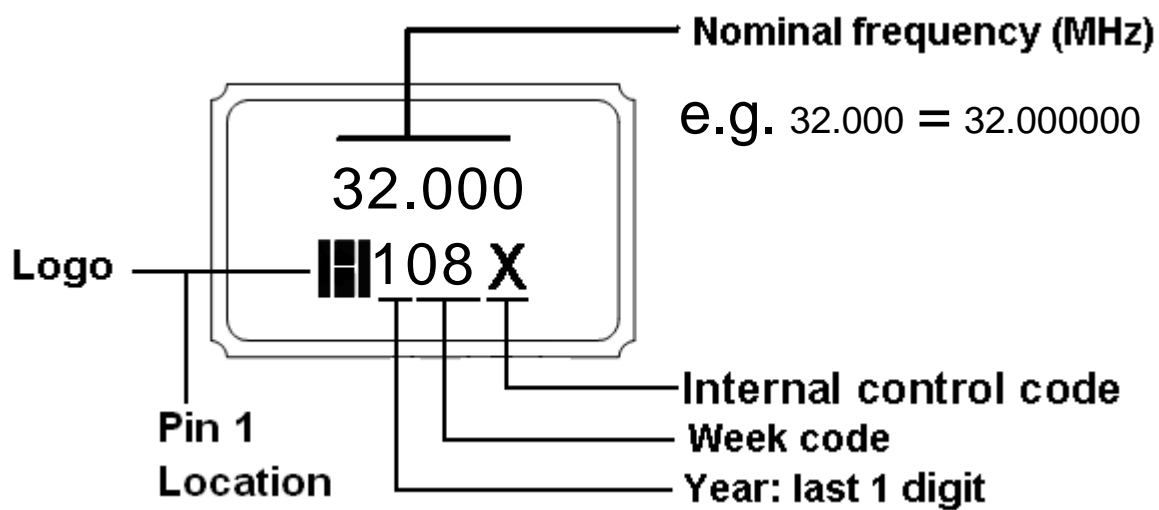 Nominal frequency (MHz)
e.g. 32.000 = 32.000000
32.000
Logo
108 X
Internal control code
Pin 1
Week code
Location
Year: last 1 digit